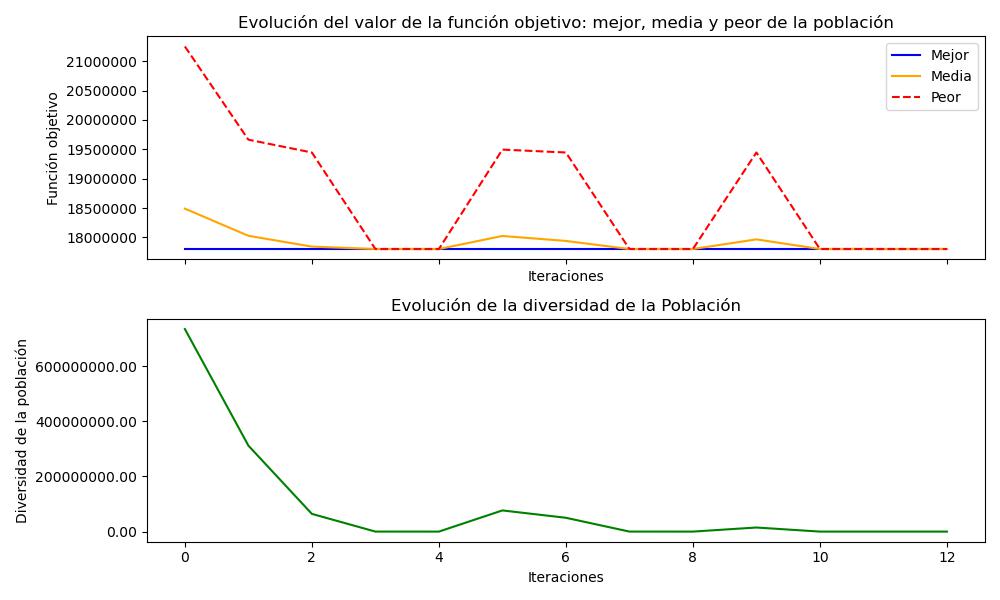 Evolución del valor de la función objetivo: mejor, media y peor de la población
Función objetivo
21000000
20500000
20000000
19500000
19000000
18500000
18000000
Mejor
Media
Peor
Iteraciones
Evolución de la diversidad de la Población
Diversidad de la población
600000000.00
400000000.00
200000000.00
0.00
0 2 4 6 8 10 12
Iteraciones